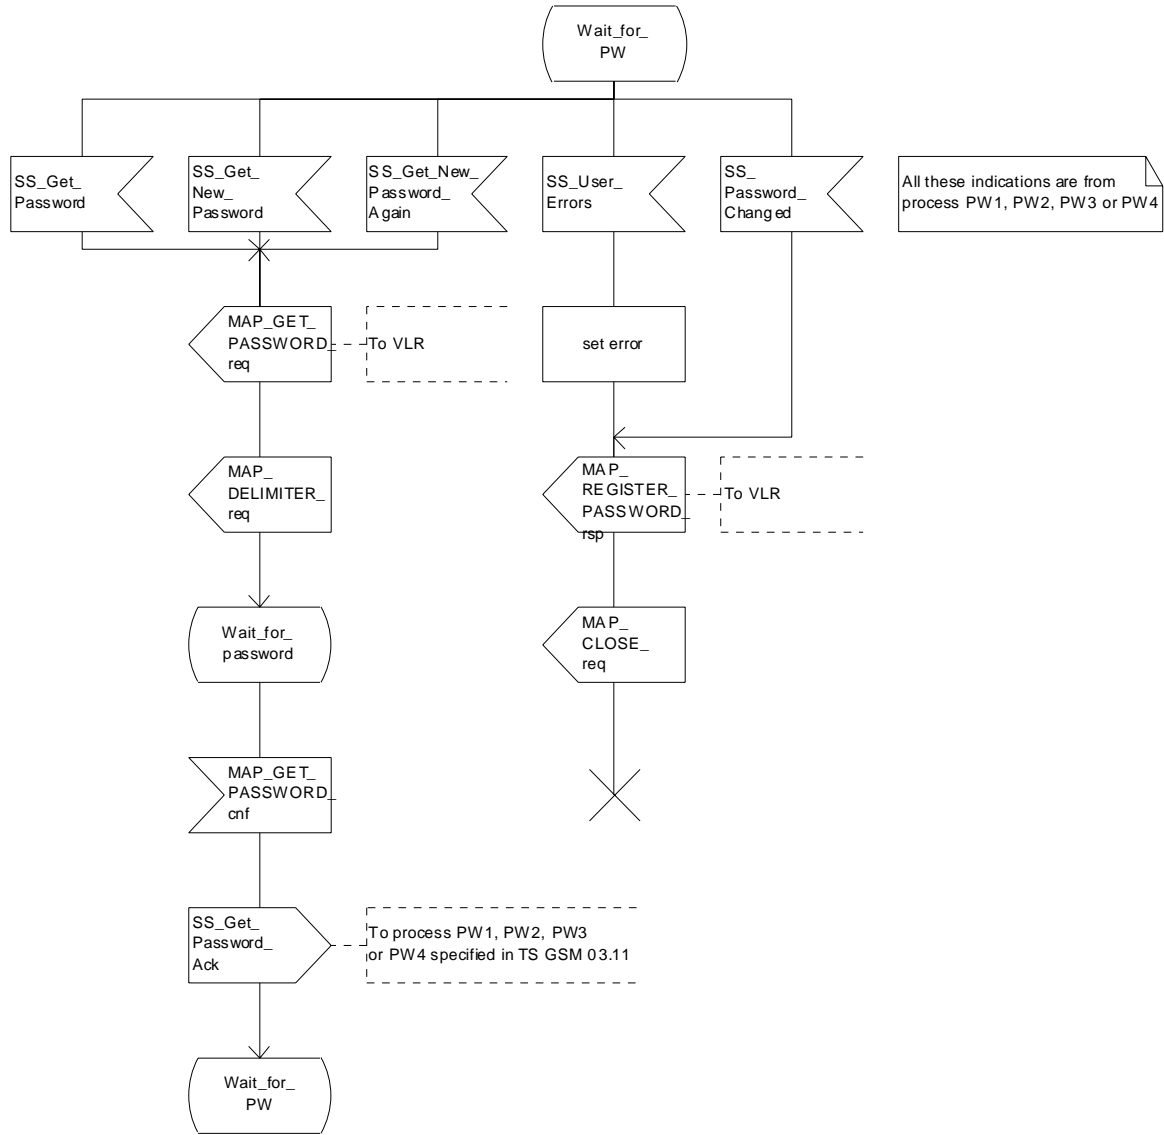 Wait_for_
PW
SS_Get_
Password
SS_Get_
New_
Password
SS_Get_New_
Password_
Again
SS_User_
Errors
SS_
Password_
Changed
All these indications are from
process PW1, PW2, PW3 or PW4
MAP_GET_
PASSWORD_
req
To VLR
set error
MAP_
DELIMITER_
req
MAP_
REGISTER_
PASSWORD_
rsp
To VLR
Wait_for_
password
MAP_
CLOSE_
req
MAP_GET_
PASSWORD_
cnf
SS_Get_
Password_
Ack
To process PW1, PW2, PW3
or PW4 specified in TS GSM 03.11
Wait_for_
PW